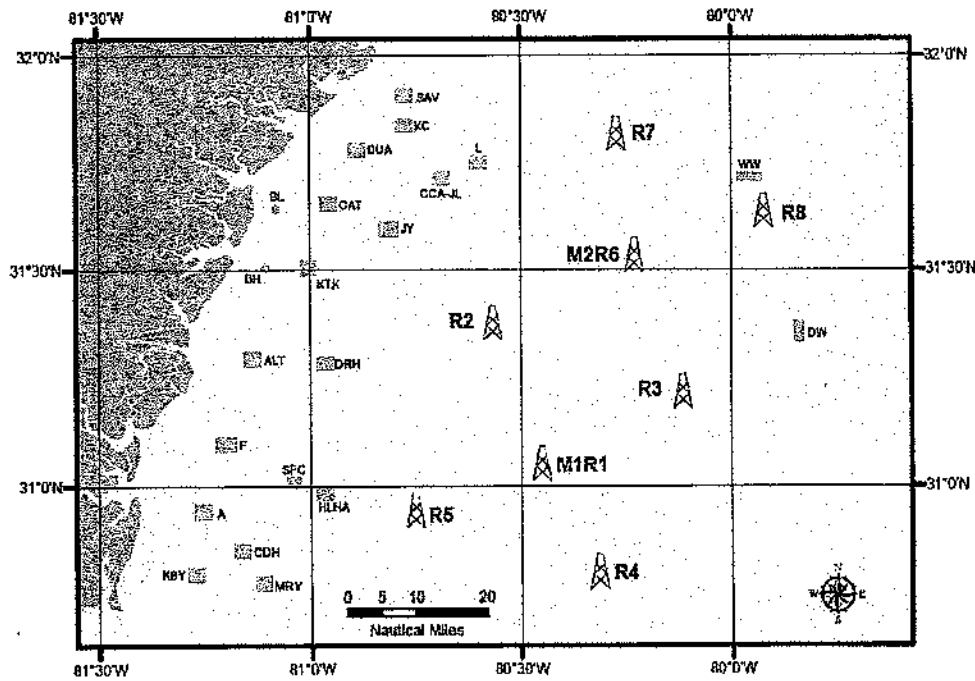 81°30'W 81°0'W 80°30'W 80°0'W
32°0'N 32°0'N
SAV
KC
R7
DUA
L
CCA-JL
WW
BL
CAT
R8
JY
M2R6
31°30'N 31°30'N
BH
KTK
R2
DW
ALT
DRH
R3
F
M1R1
SFC
31°0'N 31°0'N
HLHA
A
R5
CDH
KBY
MRY
R4
N
W E
S
0 5 10 20
Nautical Miles
81°30'W 81°0'W 80°30'W 80°0'W